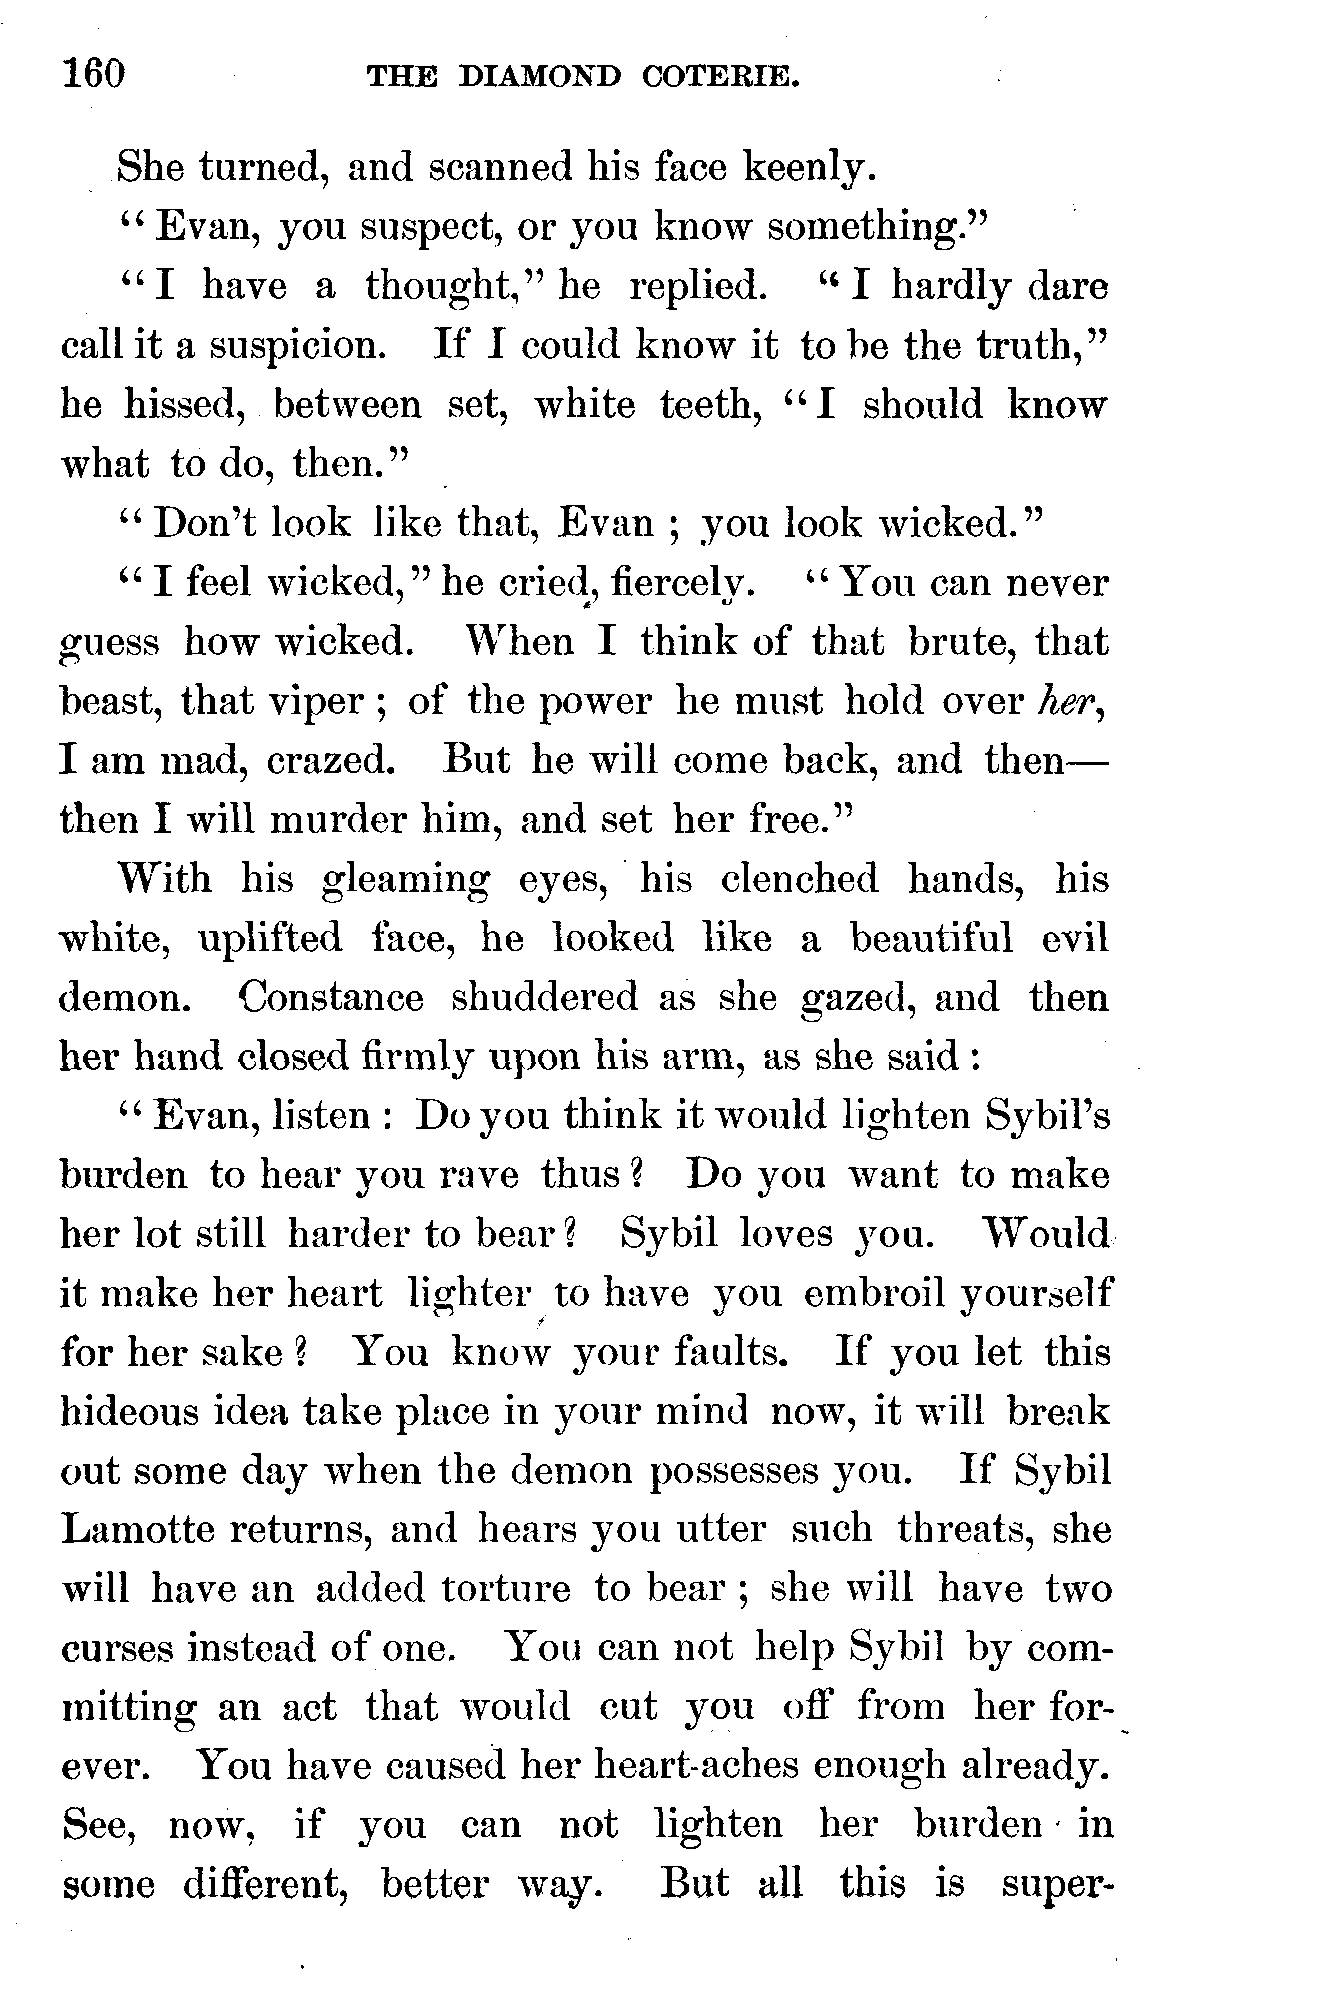 160 THE DIAMOND COTERIE.
She turned, and scanned his face keenly.
“Evan, you suspect, or you know something.”
“I have a thought,” he replied. “I hardly dare
call it a suspicion. If I could know it to be the truth,”
he hissed, between set, white teeth, “I should know
what to do, then.”
“Don't look like that, Evan ; you look wicked.”
“I feel wicked,” he cried, fiercely. “You can never
guess how wicked. When I think of that brute, that
beast, that viper ; of the power he must hold over her,
I am mad, crazed. But he will come back, and then—
then I will murder him, and set her free.”
With his gleaming eyes, his clenched hands, his
white, uplifted face, he looked like a beautiful evil
demon. Constance shuddered as she gazed, and then
her hand closed firmly upon his arm, as she said :
“Evan, listen : Do you think it would lighten Sybil's
burden to hear you rave thus ? Do you want to make
her lot still harder to bear ? Sybil loves you. Would
it make her heart lighter to have you embroil yourself
for her sake ? You know your faults. If you let this
hideous idea take place in your mind now, it will break
out some day when the demon possesses you. If Sybil
Lamotte returns, and hears you utter such threats, she
will have an added torture to bear ; she will have two
curses instead of one. You can not help Sybil by com-
mitting an act that would cut you off from her for-
ever. You have caused her heart-aches enough already.
See, now, if you can not lighten her burden in
some different, better way. But all this is super-